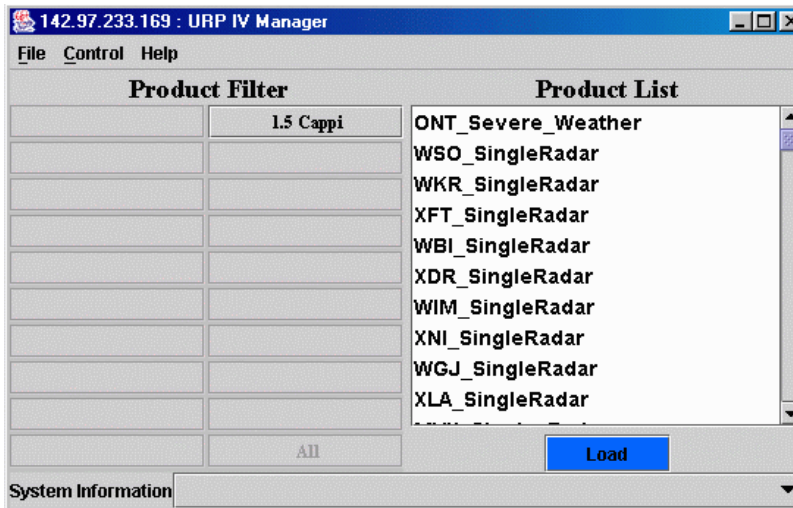 142.97.233.169 : URP IV Manager
File Control Help
Product Filter
1.5 Cappi
All
Product List
ONT_Severe_Weather
WSO_SingleRadar
WKR_SingleRadar
XFT_SingleRadar
WBI_SingleRadar
XDR_SingleRadar
WIM_SingleRadar
XNI_SingleRadar
WGJ_SingleRadar
XLA_SingleRadar
Load
System Information